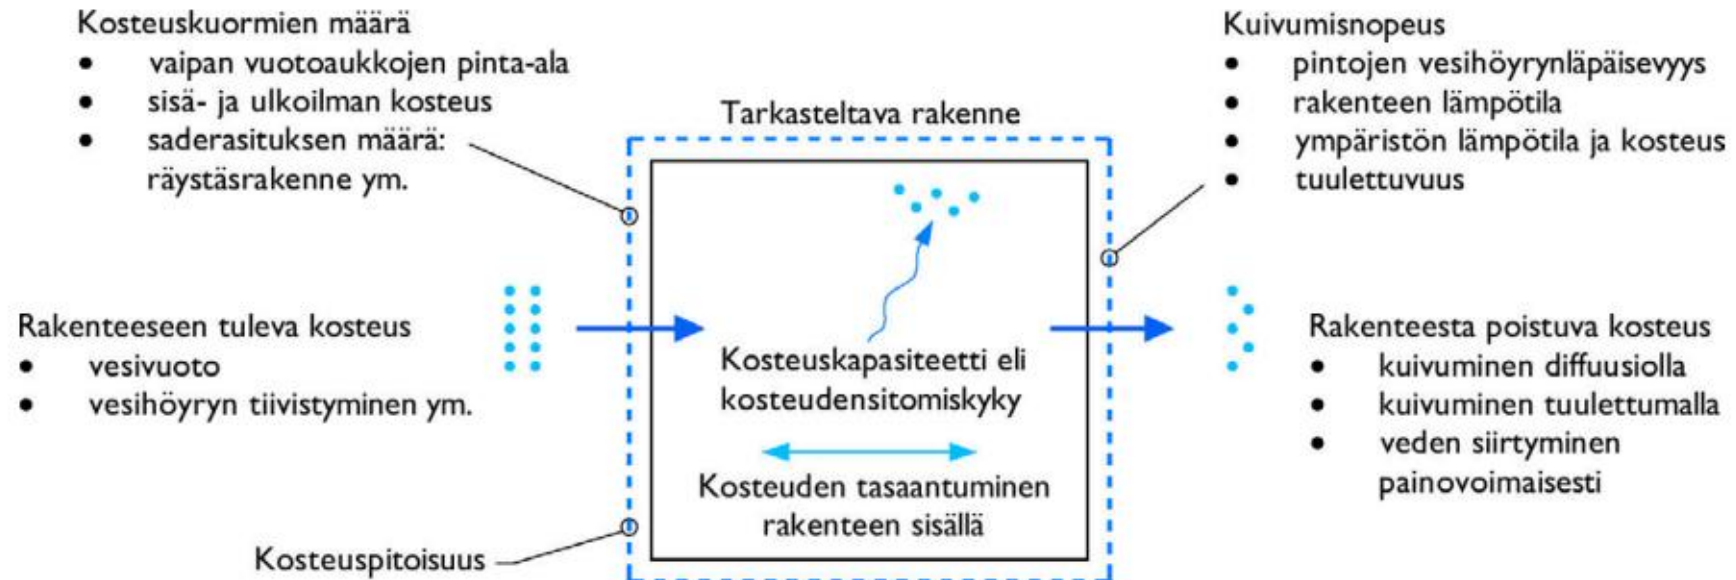 Kosteuskuormien määrä
• vaipan vuotoaukkojen pinta-ala
• sisä- ja ulkoilman kosteus
• saderasituksen määrä:
räystäsrakenne ym.
Rakenteeseen tuleva kosteus
• vesivuoto
• vesihöyryn tiivistyminen ym.
Kosteuspitoisuus
Tarkasteltava rakenne
Kosteuskapasiteetti eli
kosteudensitomiskyky
Kosteuden tasaantuminen
rakenteen sisällä
Kuivumisnopeus
• pintojen vesihöyrynläpäisevyys
• rakenteen lämpötila
• ympäristön lämpötila ja kosteus
• tuulettuvuus
Rakenteesta poistuva kosteus
• kuivuminen diffuusiolla
• kuivuminen tuulettumalla
• veden siirtyminen
painovoimaisesti